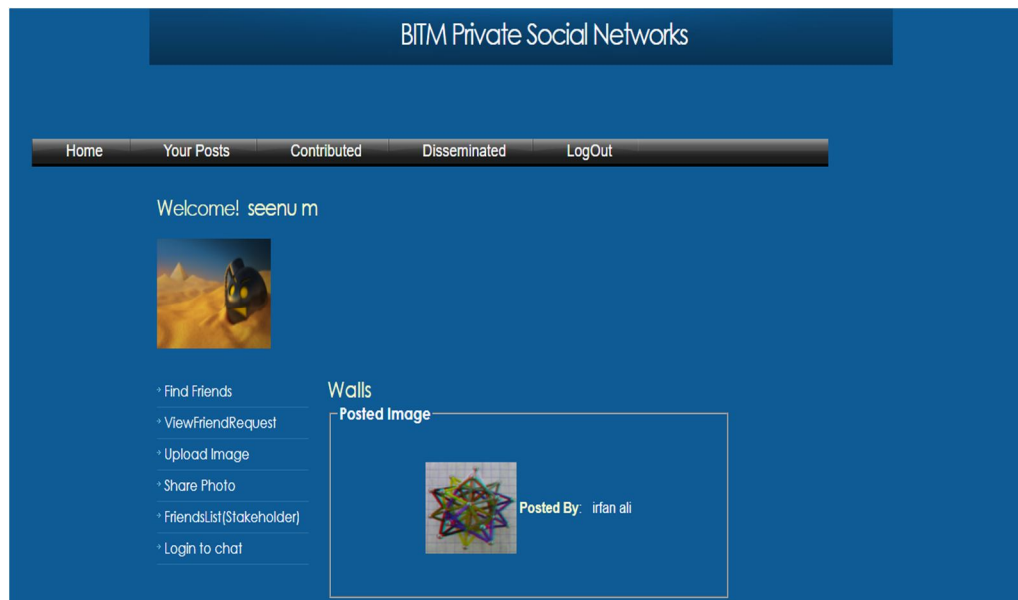 BITM Private Social Networks
Home Your Posts Contributed Disseminated LogOut
Welcome! seenu m
Find Friends
ViewFriendRequest
Upload Image
Share Photo
FriendsList(Stakeholder)
Login to chat
Walls
Posted Image
Posted By: irfan ali